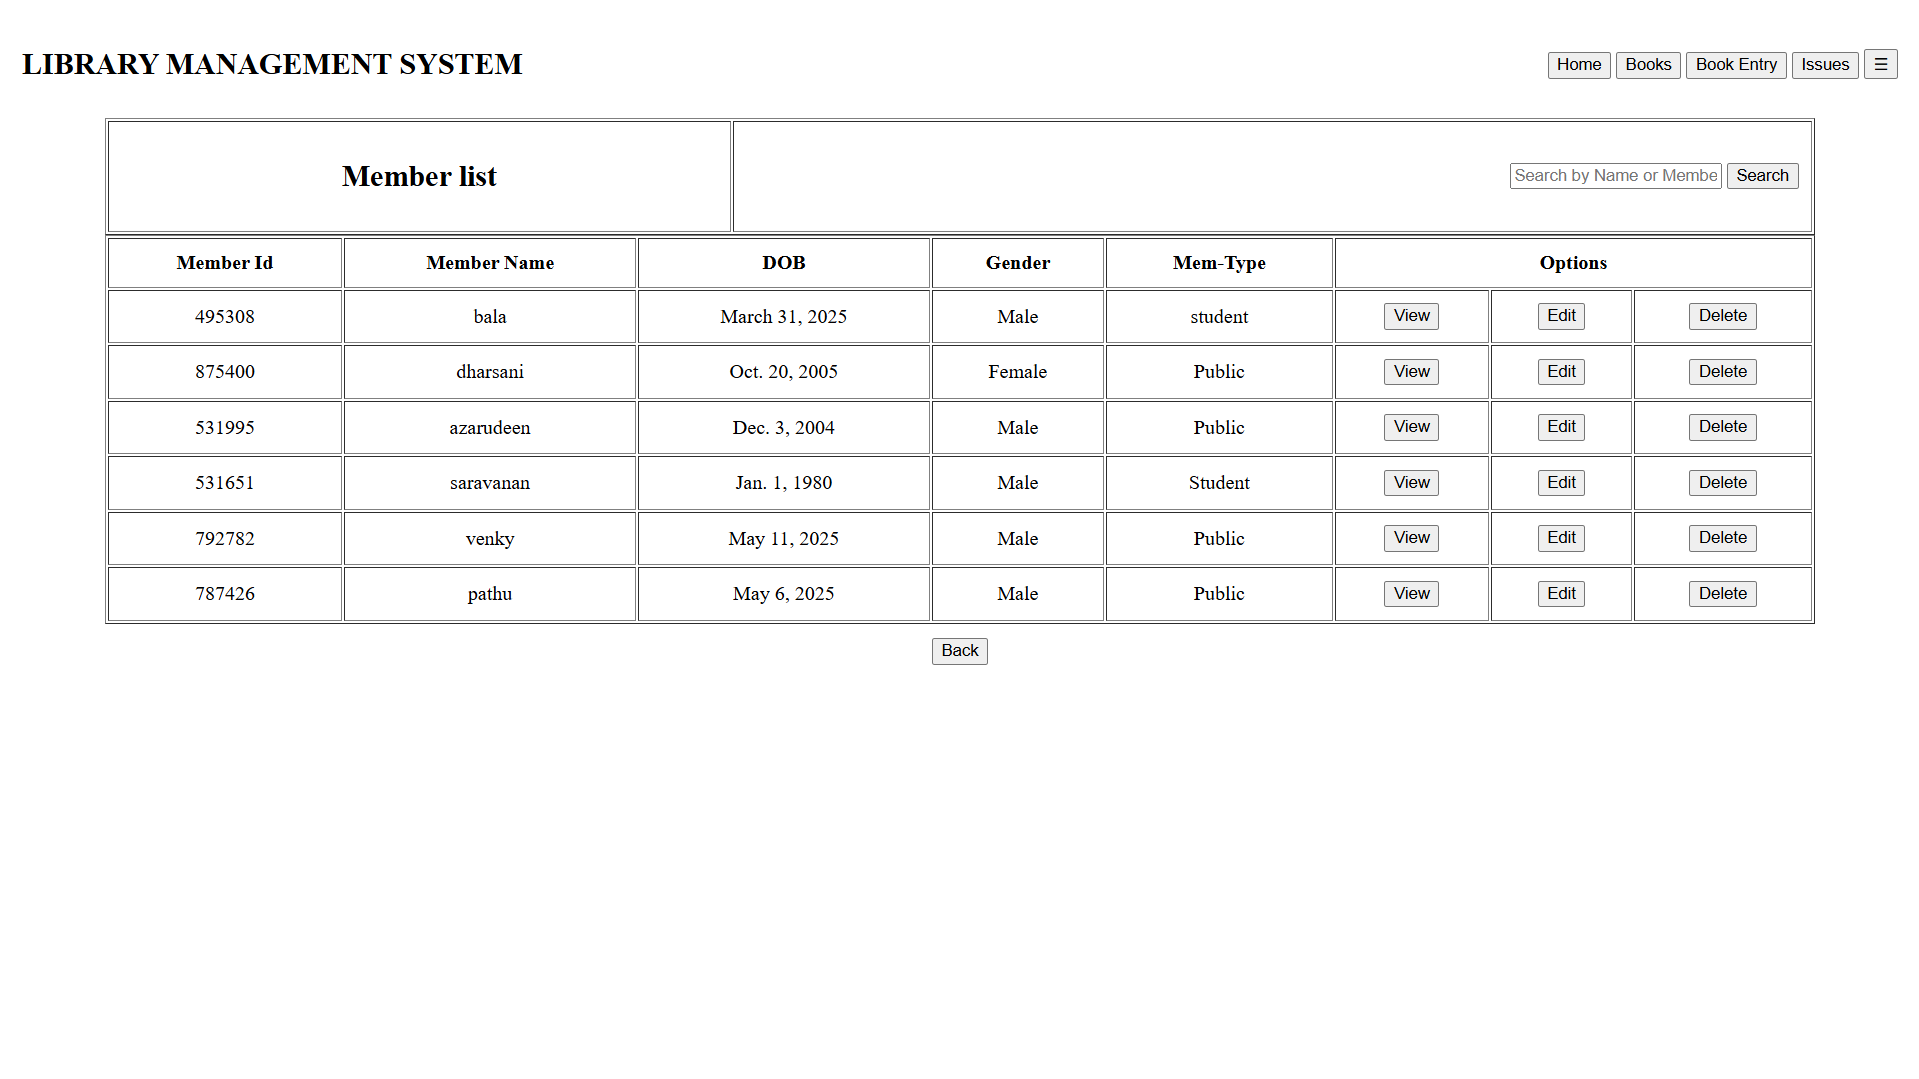 LIBRARY MANAGEMENT SYSTEM
Home Books Book Entry Issues ☰
Member list
Search by Name or Membe Search
Member Id Member Name DOB Gender Mem-Type Options
495308 bala March 31, 2025 Male student View Edit Delete
875400 dharsani Oct. 20, 2005 Female Public View Edit Delete
531995 azarudeen Dec. 3, 2004 Male Public View Edit Delete
531651 saravanan Jan. 1, 1980 Male Student View Edit Delete
792782 venky May 11, 2025 Male Public View Edit Delete
787426 pathu May 6, 2025 Male Public View Edit Delete
Back